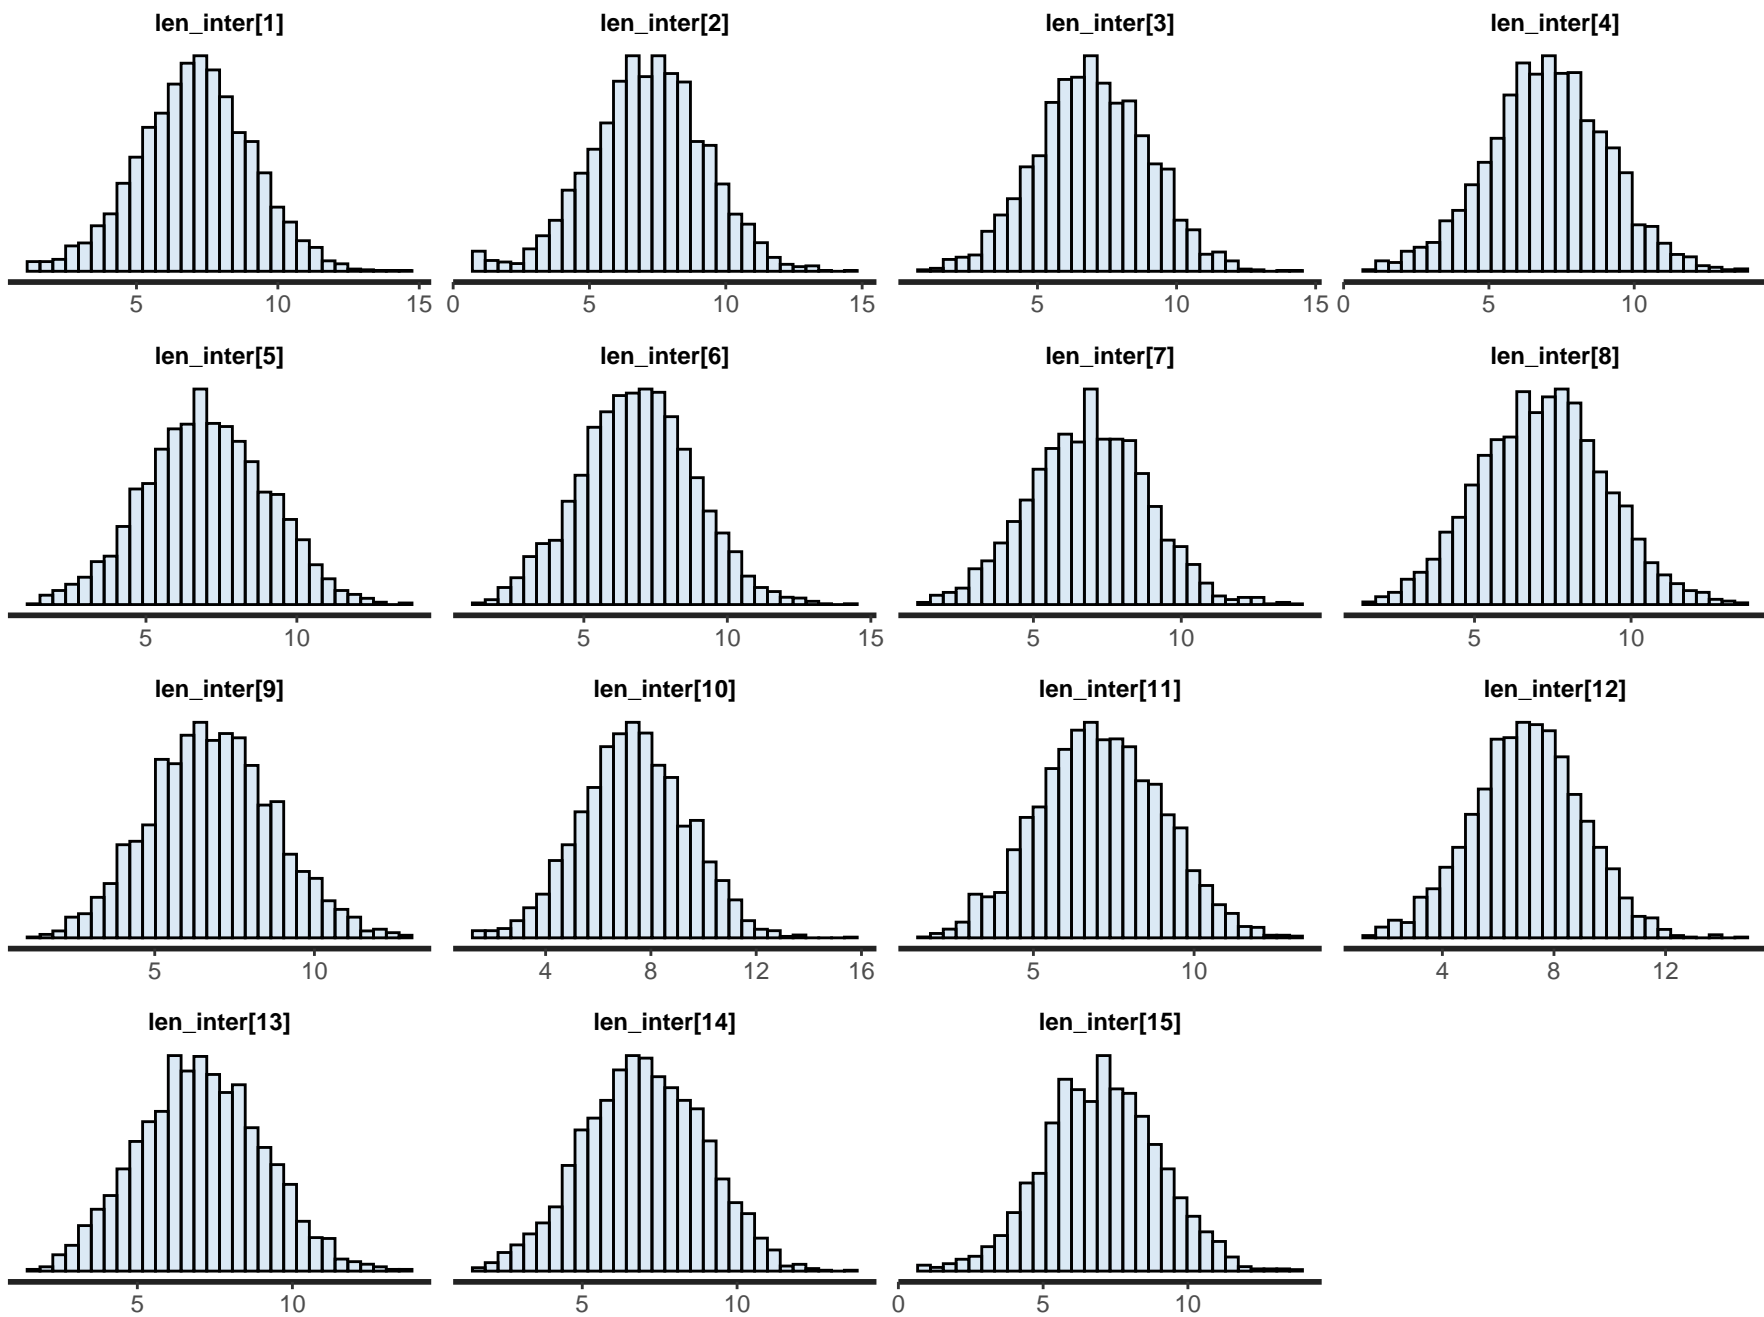 len_inter[1] len_inter[2] len_inter[3] len_inter[4]
5 10 15 0 5 10 15 5 10 15 0 5 10
len_inter[5] len_inter[6] len_inter[7] len_inter[8]
5 10 5 10 15 5 10 5 10
len_inter[9] len_inter[10] len_inter[11] len_inter[12]
5 10 4 8 12 16 5 10 4 8 12
len_inter[13] len_inter[14] len_inter[15]
5 10 5 10 0 5 10